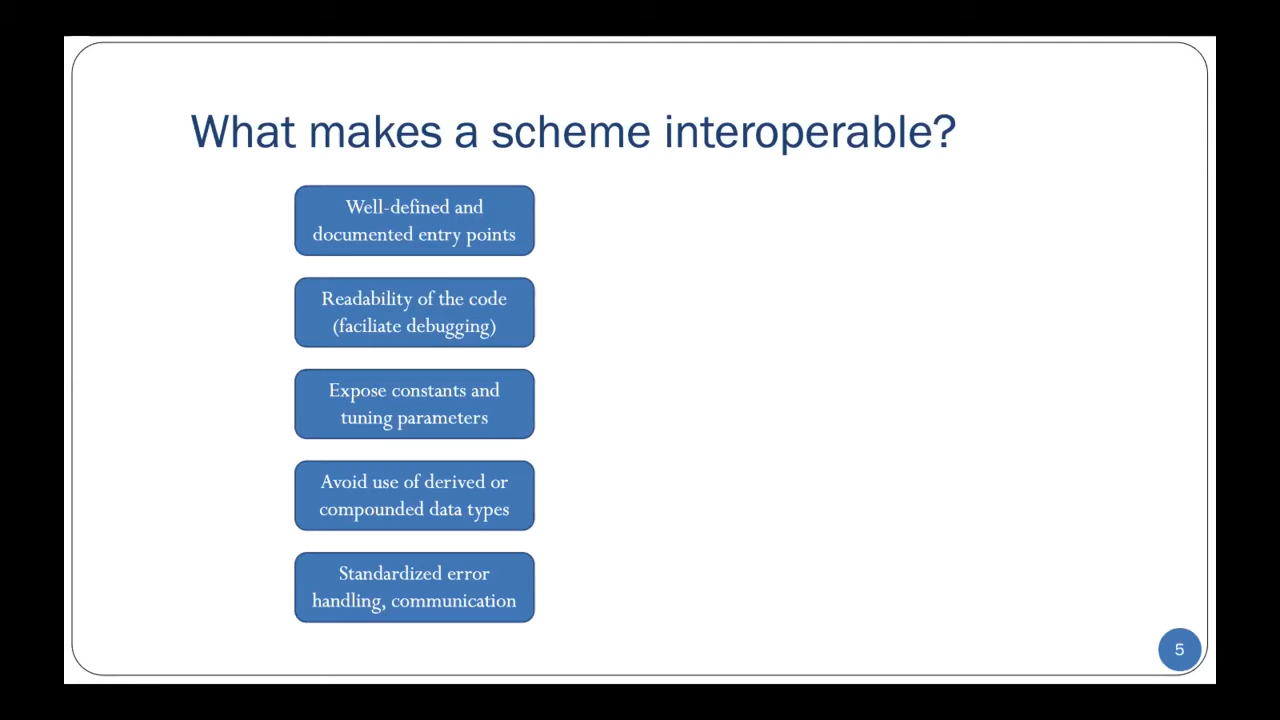 What makes a scheme interoperable?
Well-defined and
documented entry points
Readability of the code
(faciliate debugging)
Expose constants and
tuning parameters
Avoid use of derived or
compounded data types
Standardized error
handling, communication
5